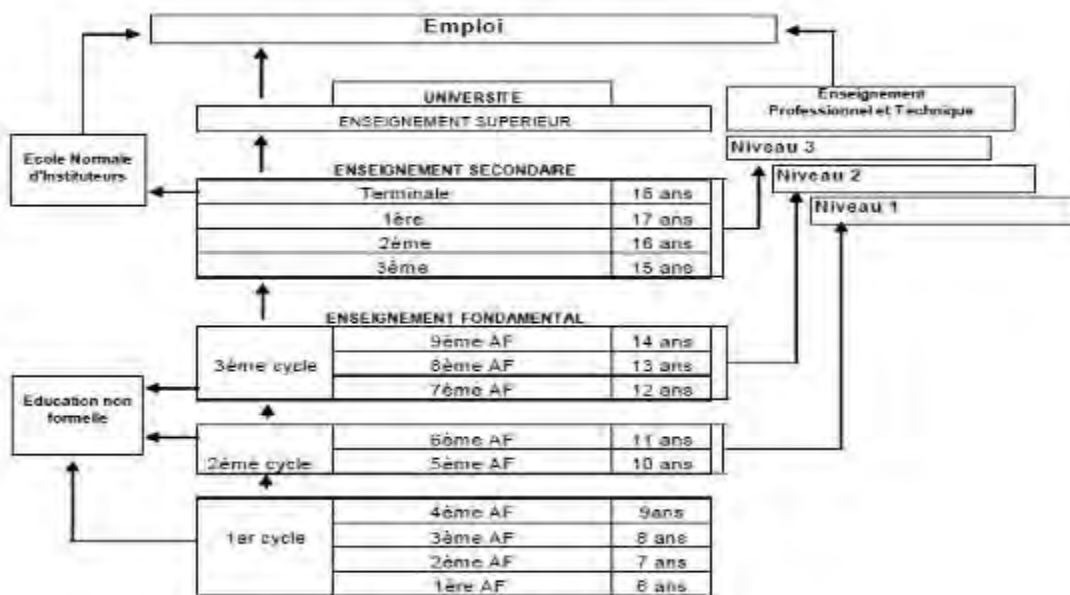 Emploi
UNIVERSITE
ENSEIGNEMENT SUPERIEUR
Enseignement
Professionnel et Technique
Niveau 3
Niveau 2
Niveau 1
Ecole Normale
d'Instituteurs
ENSEIGNEMENT SECONDAIRE
Terminale 18 ans
1ère 17 ans
2ème 16 ans
3ème 15 ans
ENSEIGNEMENT FONDAMENTAL
3ème cycle
9ème AF 14 ans
8ème AF 13 ans
7ème AF 12 ans
Education non
formelle
2ème cycle
6ème AF 11 ans
5ème AF 10 ans
1er cycle
4ème AF 9ans
3ème AF 8 ans
2ème AF 7 ans
1ère AF 6 ans